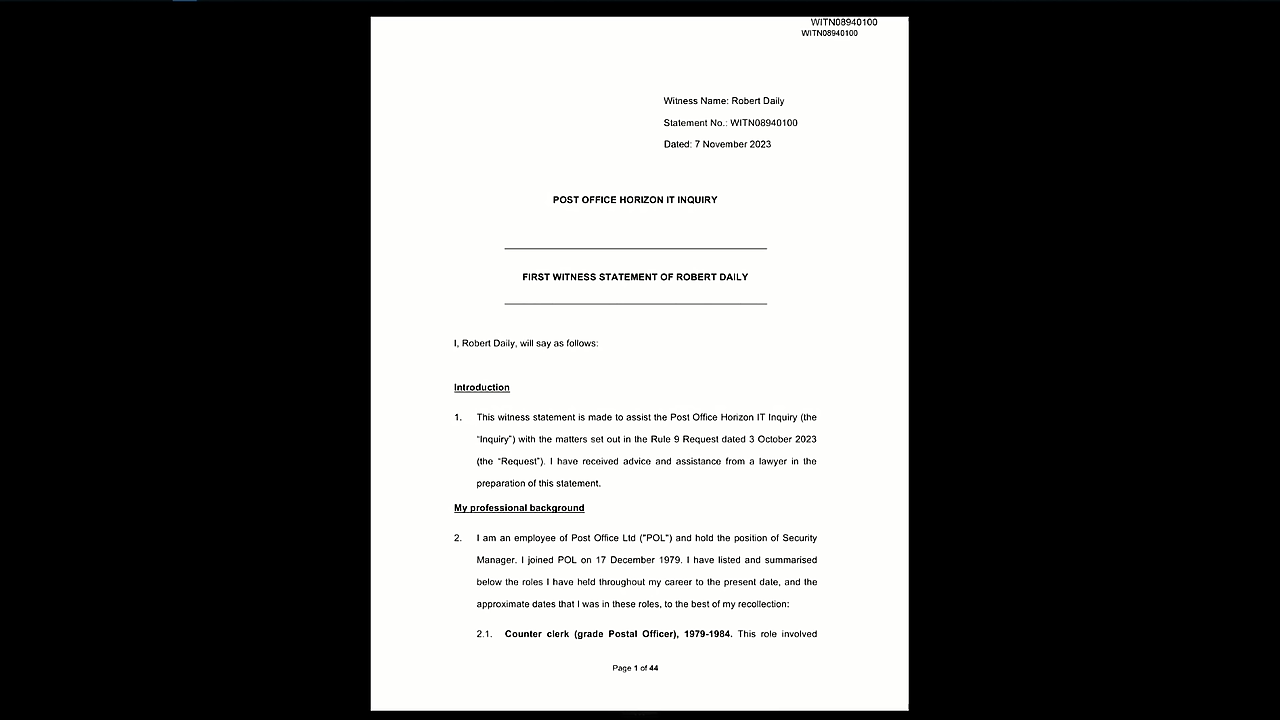 WITN08940100
WITN08940100
Witness Name: Robert Daily
Statement No.: WITN08940100
Dated: 7 November 2023
POST OFFICE HORIZON IT INQUIRY
FIRST WITNESS STATEMENT OF ROBERT DAILY
I, Robert Daily, will say as follows:
Introduction
1. This witness statement is made to assist the Post Office Horizon IT Inquiry (the
“Inquiry”) with the matters set out in the Rule 9 Request dated 3 October 2023
(the “Request”). I have received advice and assistance from a lawyer in the
preparation of this statement.
My professional background
2. I am an employee of Post Office Ltd ("POL") and hold the position of Security
Manager. I joined POL on 17 December 1979. I have listed and summarised
below the roles I have held throughout my career to the present date, and the
approximate dates that I was in these roles, to the best of my recollection:
2.1. Counter clerk (grade Postal Officer), 1979-1984. This role involved
Page 1 of 44